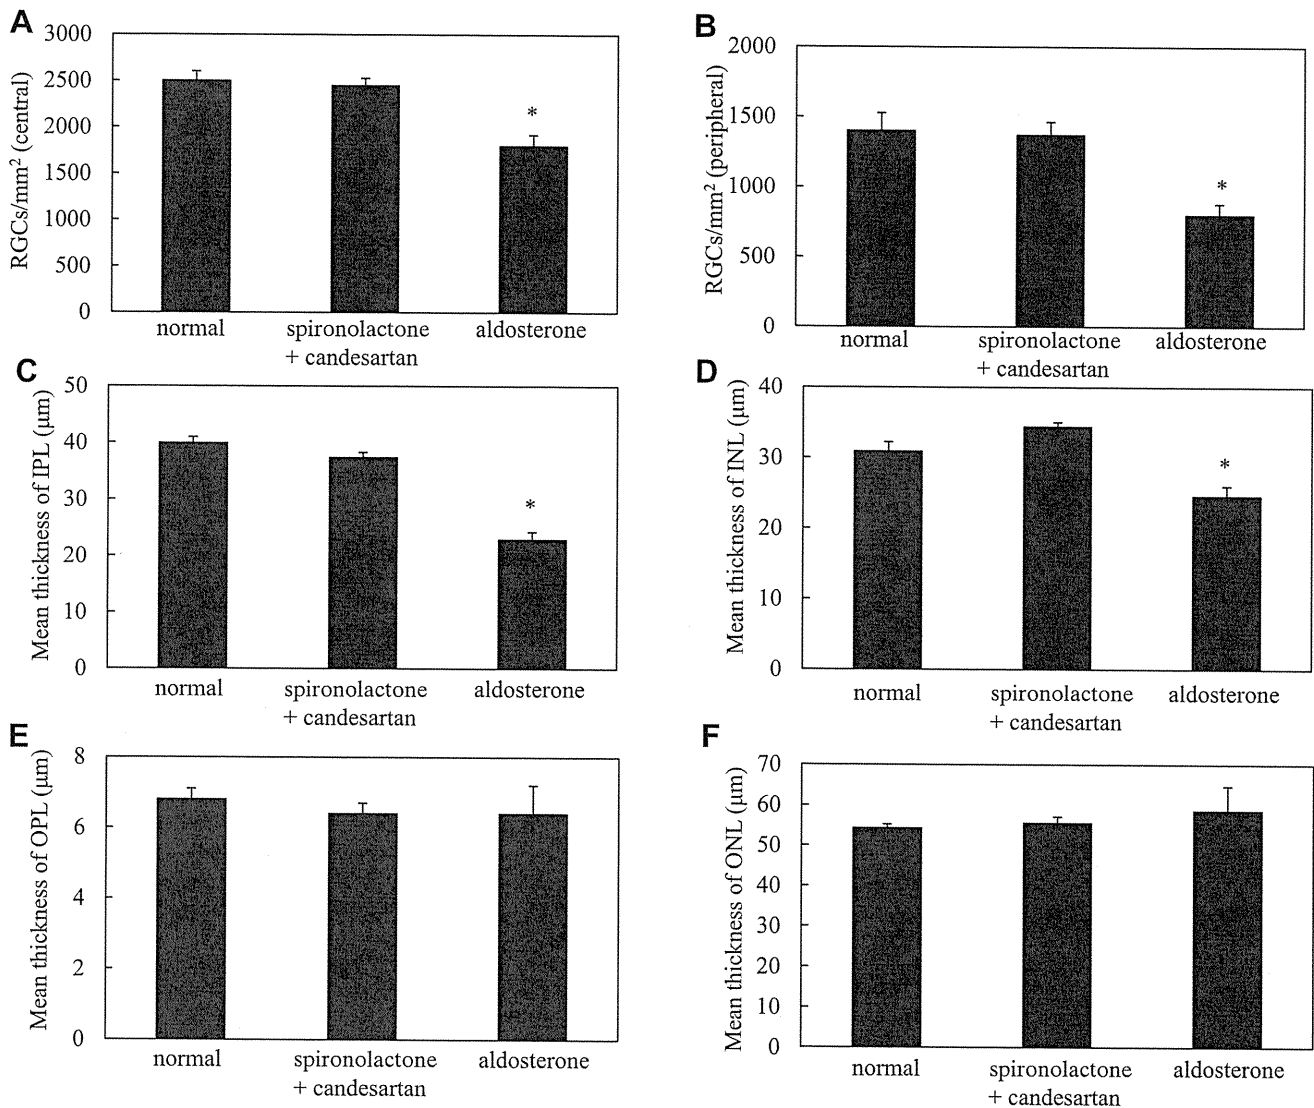 A
RGCs/mm² (central)
3000
2500
2000
1500
1000
500
0
*
normal
spironolactone
+ candesartan
aldosterone
B
RGCs/mm² (peripheral)
2000
1500
1000
500
0
*
normal
spironolactone
+ candesartan
aldosterone
C
Mean thickness of IPL (µm)
50
40
30
20
10
0
*
normal
spironolactone
+ candesartan
aldosterone
D
Mean thickness of INL (µm)
40
30
20
10
0
*
normal
spironolactone
+ candesartan
aldosterone
E
Mean thickness of OPL (µm)
8
6
4
2
0
normal
spironolactone
+ candesartan
aldosterone
F
Mean thickness of ONL (µm)
70
60
50
40
30
20
10
0
normal
spironolactone
+ candesartan
aldosterone